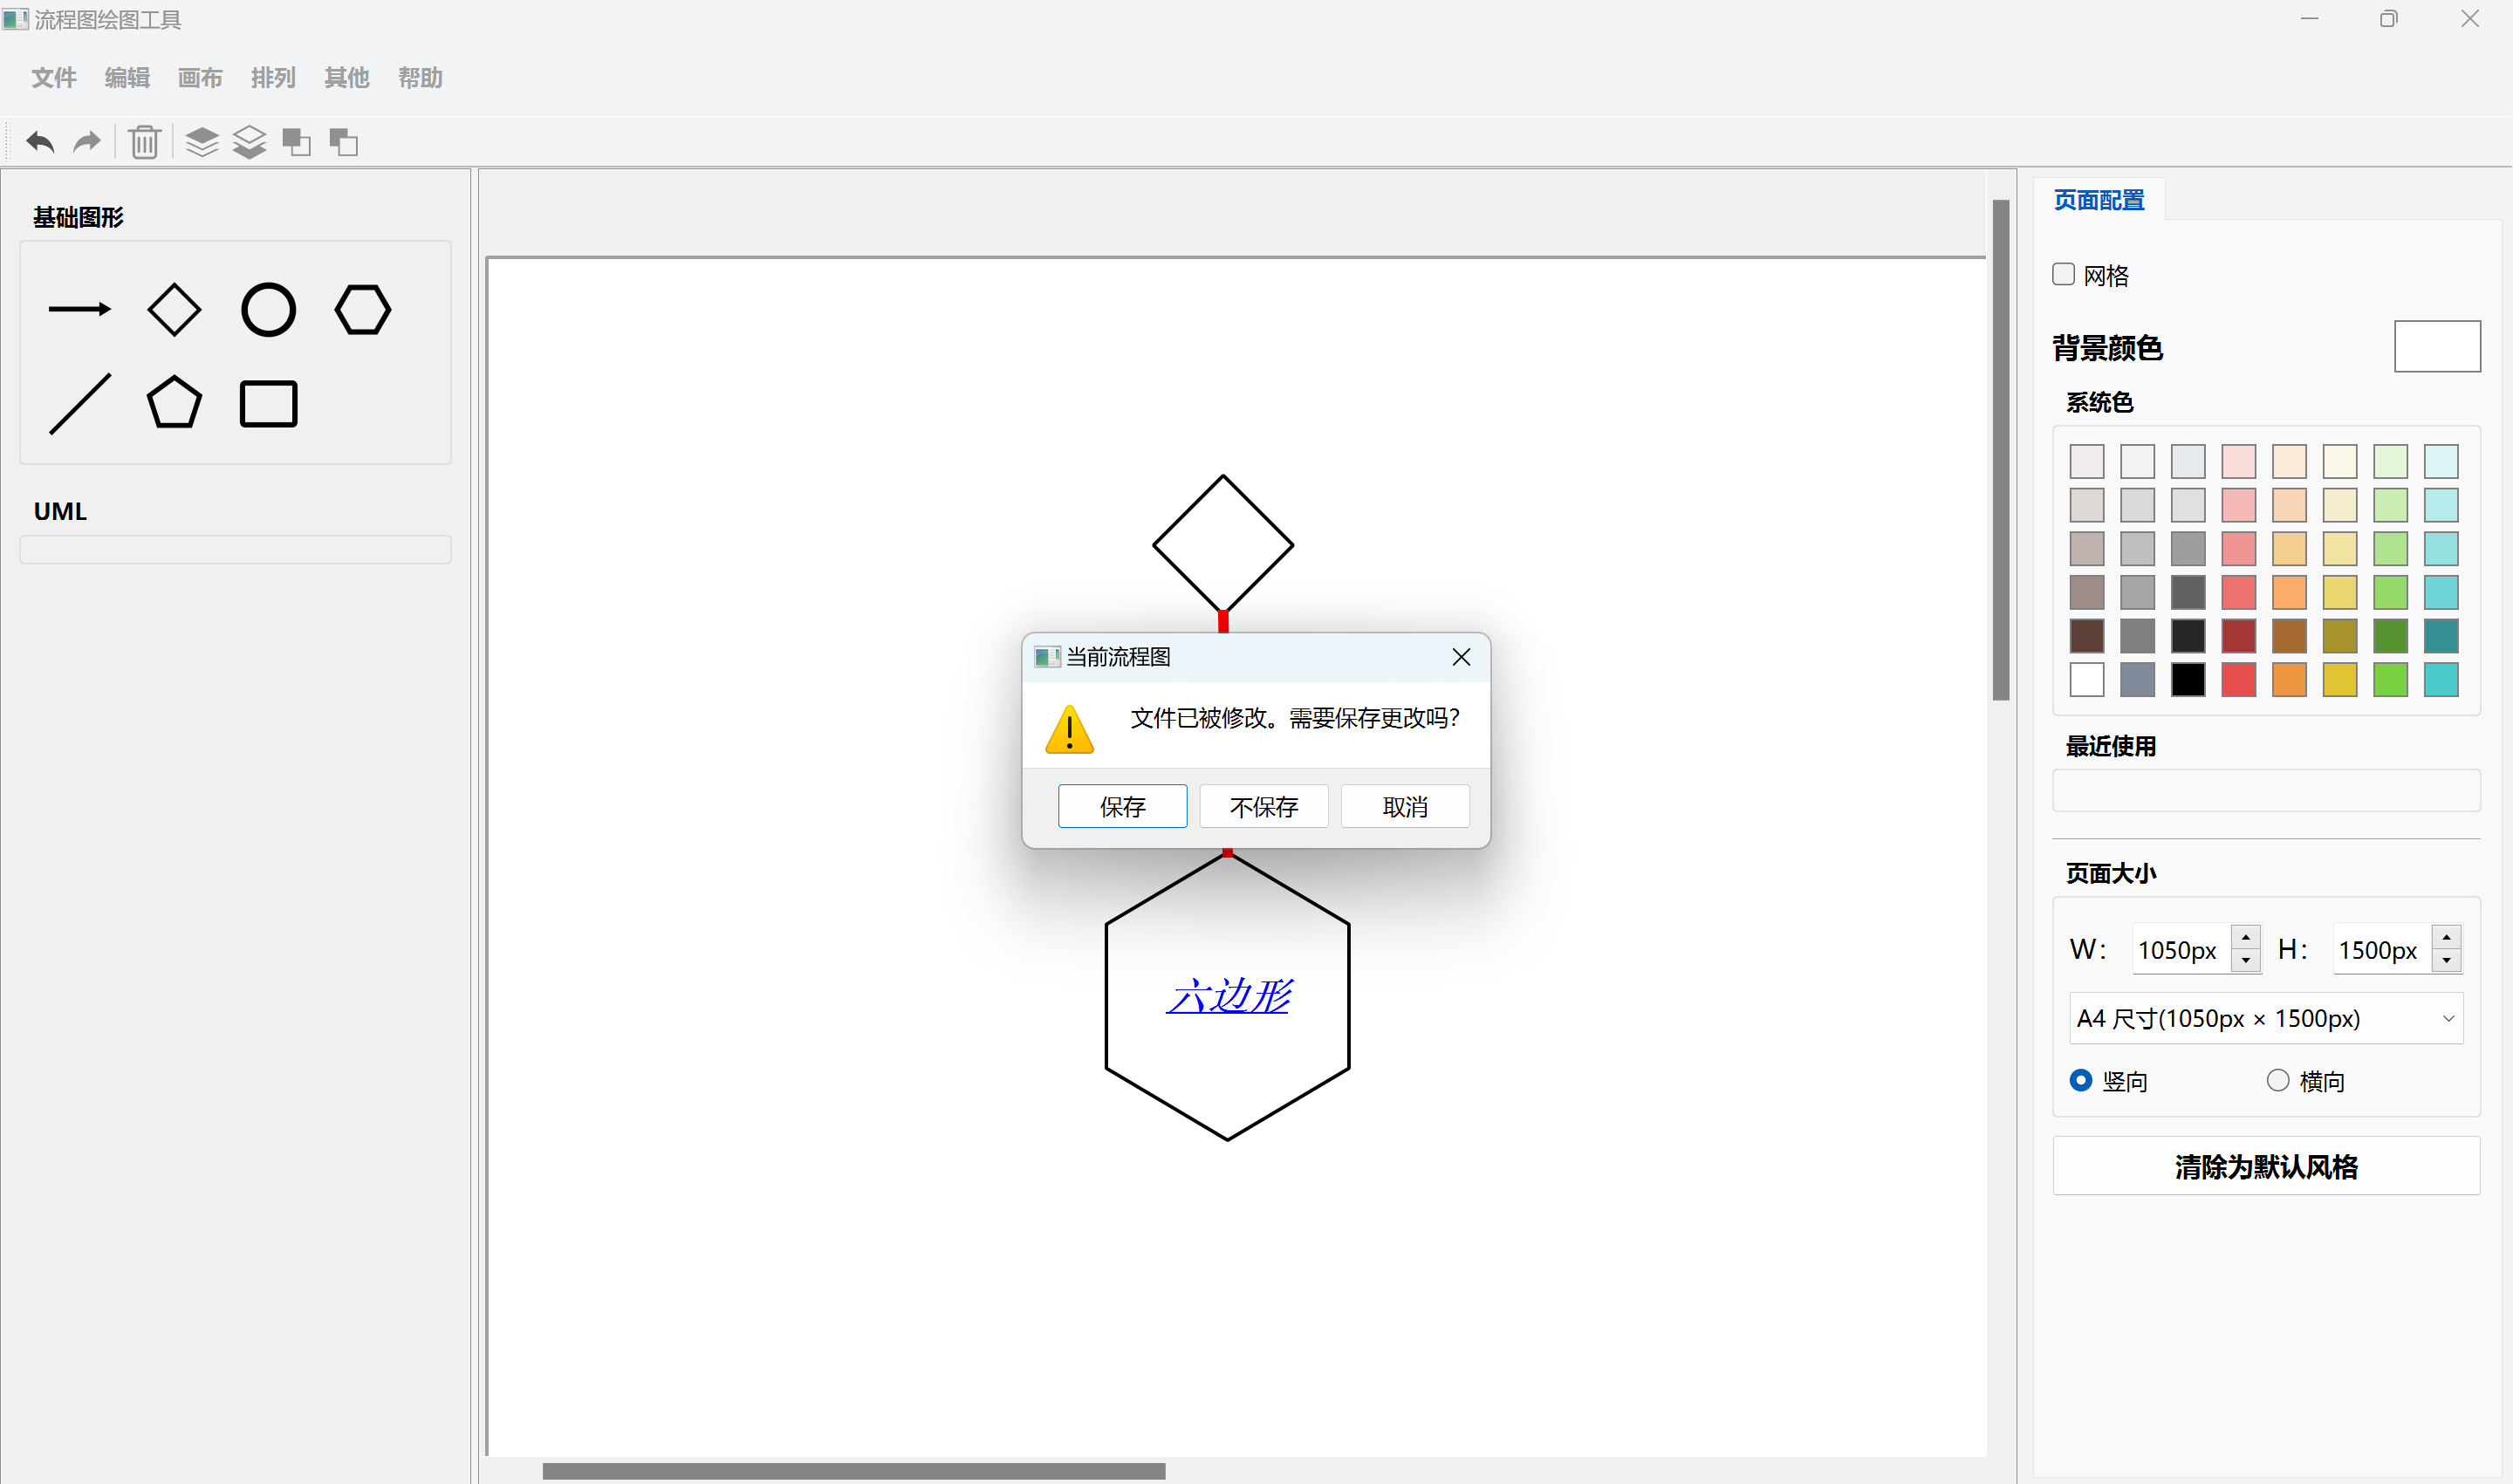 流程图绘图工具
文件 编辑 画布 排列 其他 帮助
基础图形
UML
当前流程图
文件已被修改。需要保存更改吗?
保存 不保存 取消
六边形
页面配置
网格
背景颜色
系统色
最近使用
页面大小
W: 1050px H: 1500px
A4 尺寸(1050px × 1500px)
竖向 横向
清除为默认风格